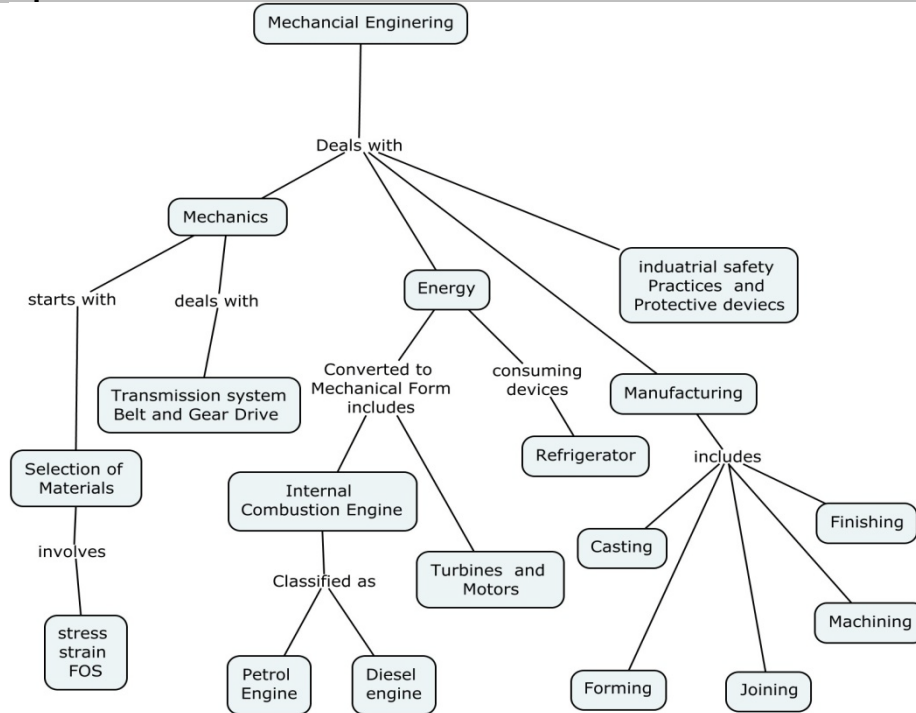 Mechancial Enginering
Deals with
Mechanics
induatrial safety
Practices and
Protective deviecs
Energy
starts with
deals with
Converted to
Mechanical Form
includes
consuming
devices
Transmission system
Belt and Gear Drive
Manufacturing
Selection of
Materials
Refrigerator
includes
Internal
Combustion Engine
Finishing
Casting
involves
Classified as
Turbines and
Motors
Machining
stress
strain
FOS
Petrol
Engine
Diesel
engine
Forming
Joining